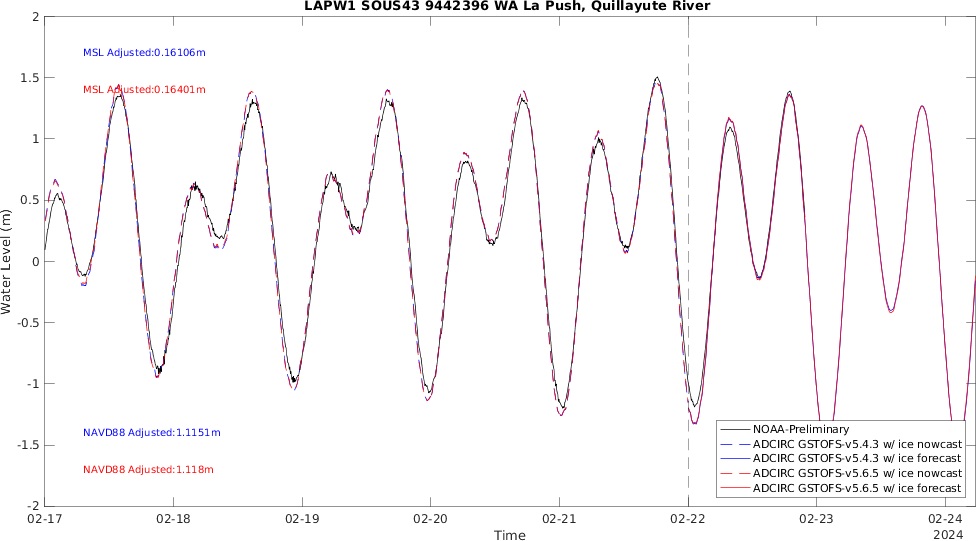 LAPW1 SOUS43 9442396 WA La Push, Quillayute River
2
1.5
1
0.5
0
-0.5
-1
-1.5
-2
Water Level (m)
MSL Adjusted:0.16106m
MSL Adjusted:0.16401m
NAVD88 Adjusted:1.1151m
NAVD88 Adjusted:1.118m
NOAA-Preliminary
ADCIRC GSTOFS-v5.4.3 w/ ice nowcast
ADCIRC GSTOFS-v5.4.3 w/ ice forecast
ADCIRC GSTOFS-v5.6.5 w/ ice nowcast
ADCIRC GSTOFS-v5.6.5 w/ ice forecast
02-17 02-18 02-19 02-20 02-21 02-22 02-23 02-24
Time
2024